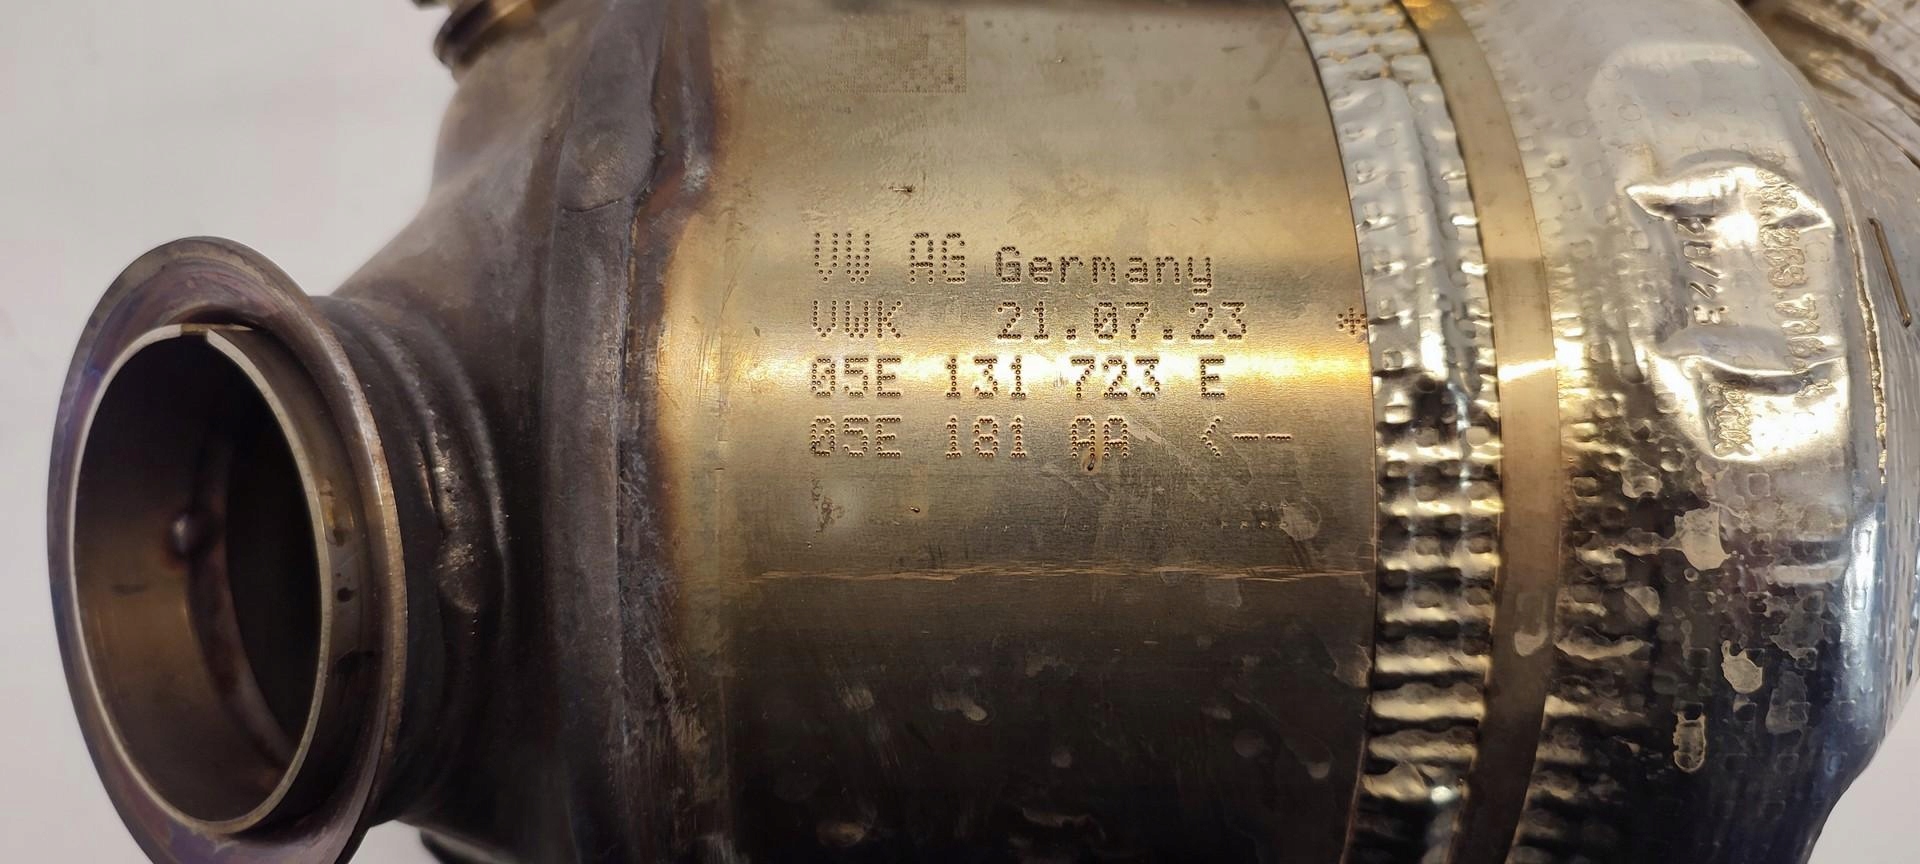 VW AG Germany
VWK 21.07.23 *
05E 131 723 E
05E 181 AA <--